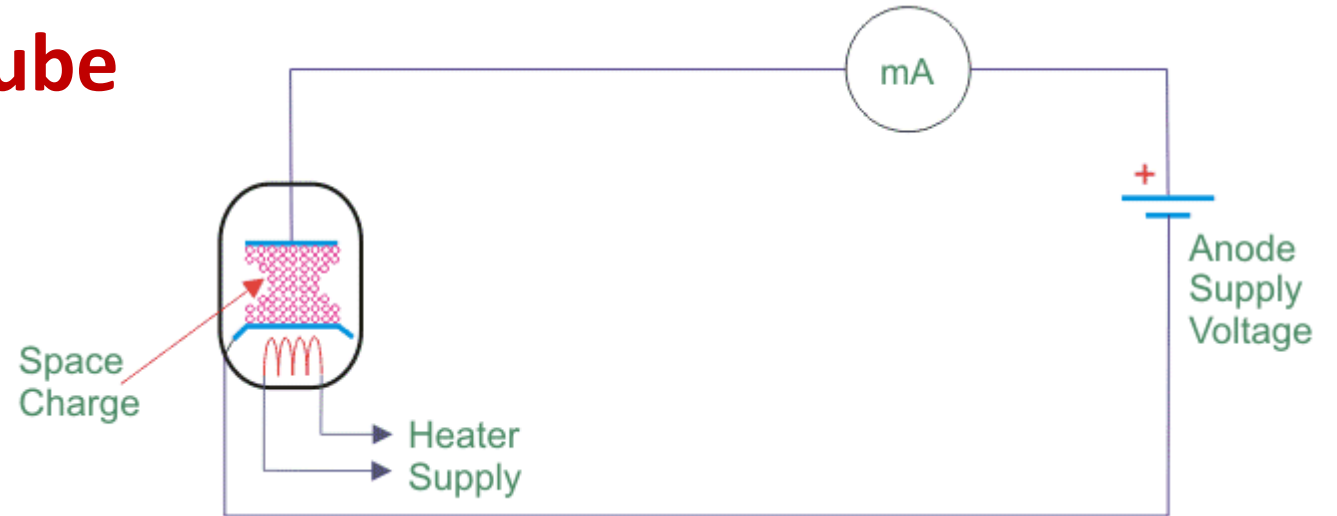 ube
mA
+
Anode
Supply
Voltage
Space
Charge
Heater
Supply